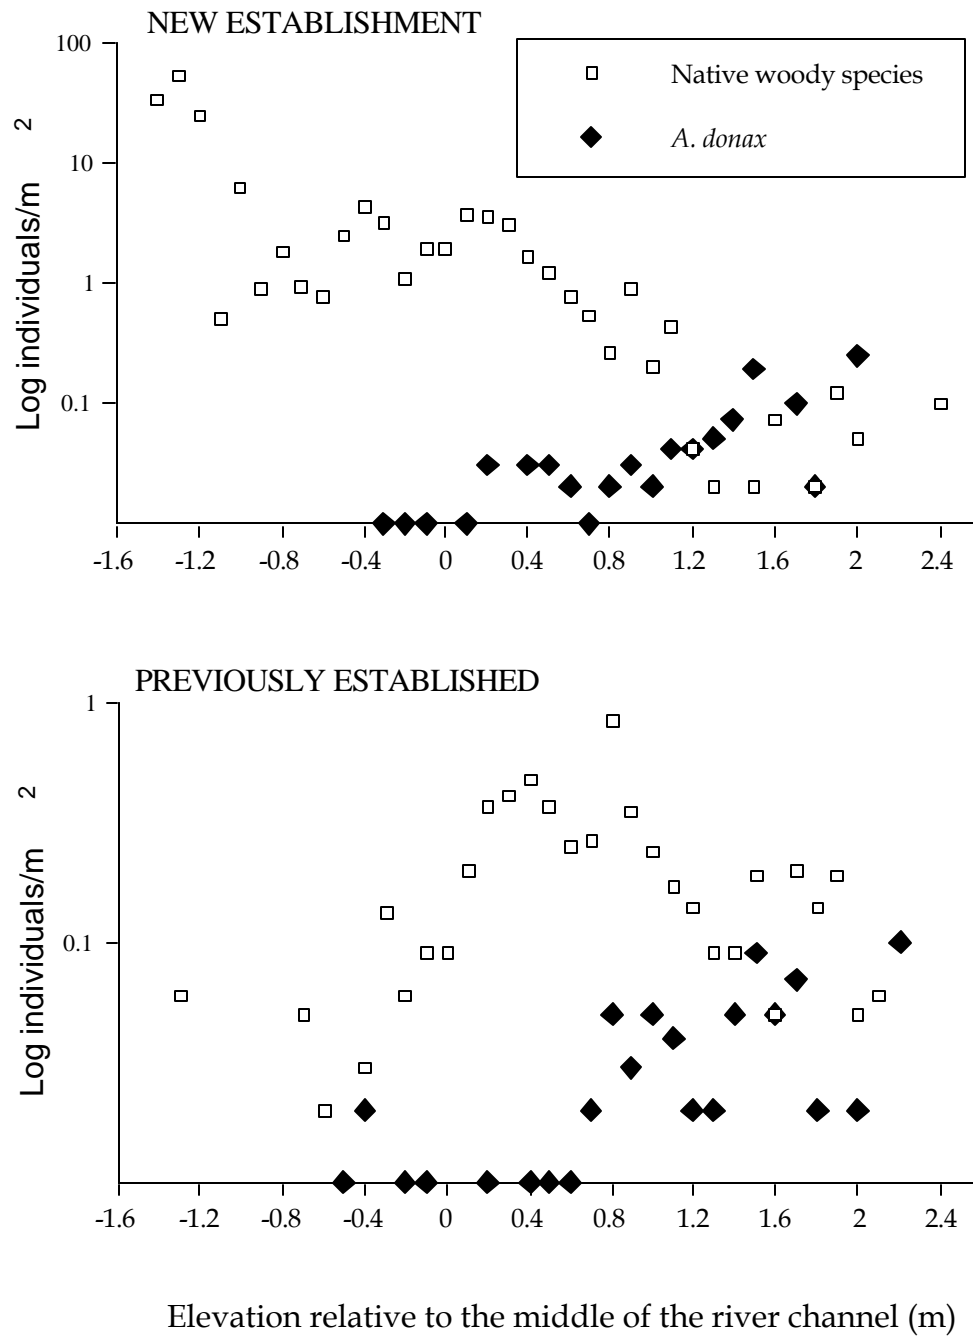 NEW ESTABLISHMENT
Native woody species
A. donax
Log individuals/m 2
100
10
1
0.1
-1.6 -1.2 -0.8 -0.4 0 0.4 0.8 1.2 1.6 2 2.4
PREVIOUSLY ESTABLISHED
Log individuals/m 2
1
0.1
-1.6 -1.2 -0.8 -0.4 0 0.4 0.8 1.2 1.6 2 2.4
Elevation relative to the middle of the river channel (m)